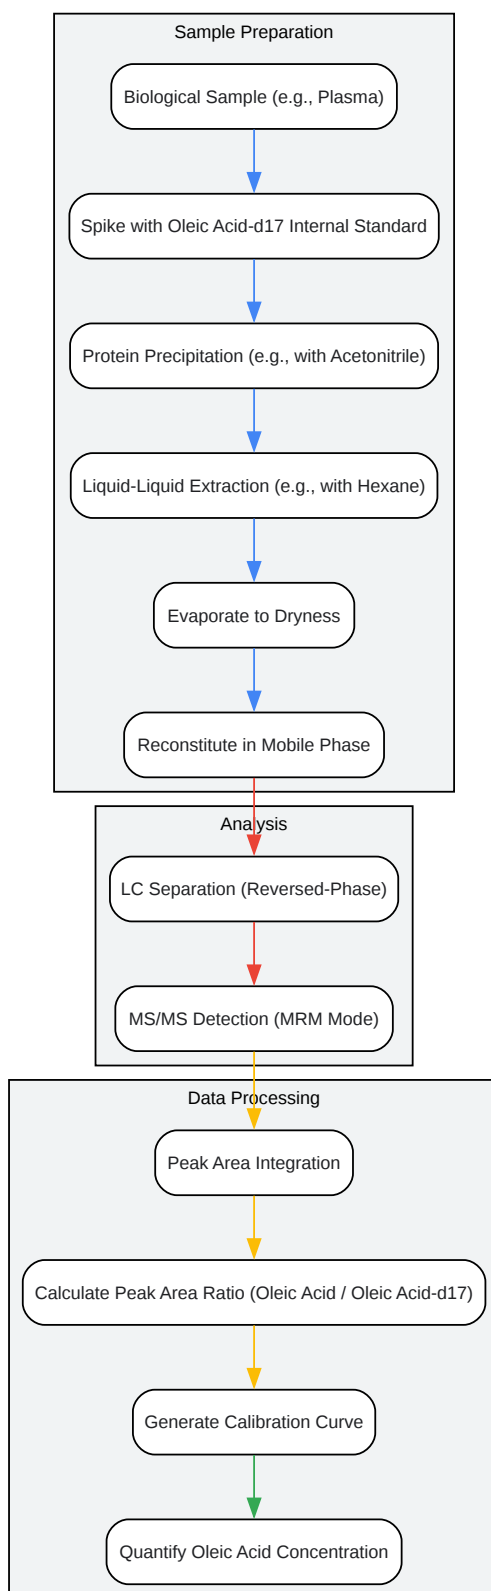 Sample Preparation
Biological Sample (e.g., Plasma)
Spike with Oleic Acid-d17 Internal Standard
Protein Precipitation (e.g., with Acetonitrile)
Liquid-Liquid Extraction (e.g., with Hexane)
Evaporate to Dryness
Reconstitute in Mobile Phase
Analysis
LC Separation (Reversed-Phase)
MS/MS Detection (MRM Mode)
Data Processing
Peak Area Integration
Calculate Peak Area Ratio (Oleic Acid / Oleic Acid-d17)
Generate Calibration Curve
Quantify Oleic Acid Concentration